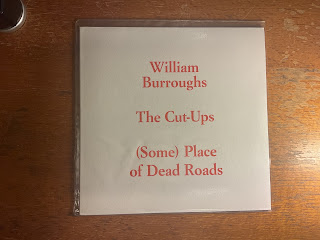 William
Burroughs
The Cut-Ups
(Some) Place
of Dead Roads